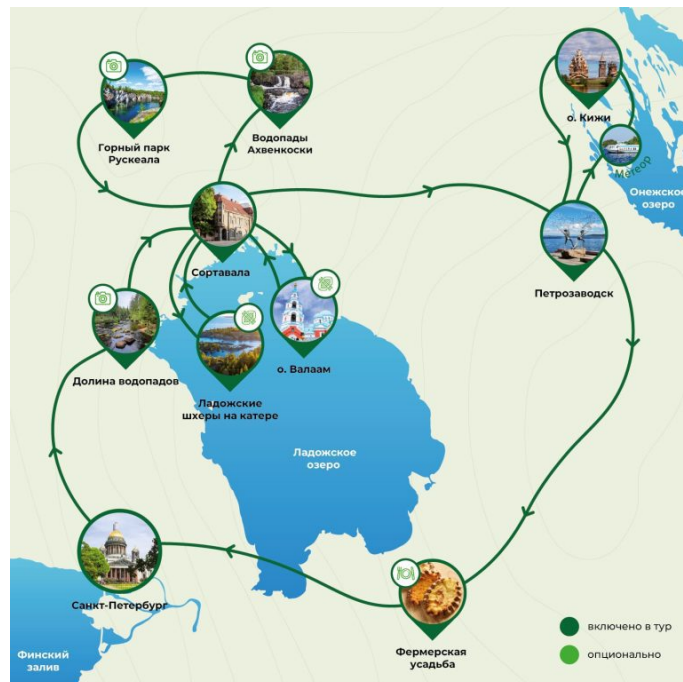 о. Кижи
Горный парк
Рускеала
Водопады
Ахвенкоски
Метеор
Онежское
озеро
Сортавала
Петрозаводск
Долина водопадов
Ладожские
шхеры на катере
о. Валаам
Ладожское
озеро
Санкт-Петербург
Финский
залив
Фермерская
усадьба
включено в тур
опционально